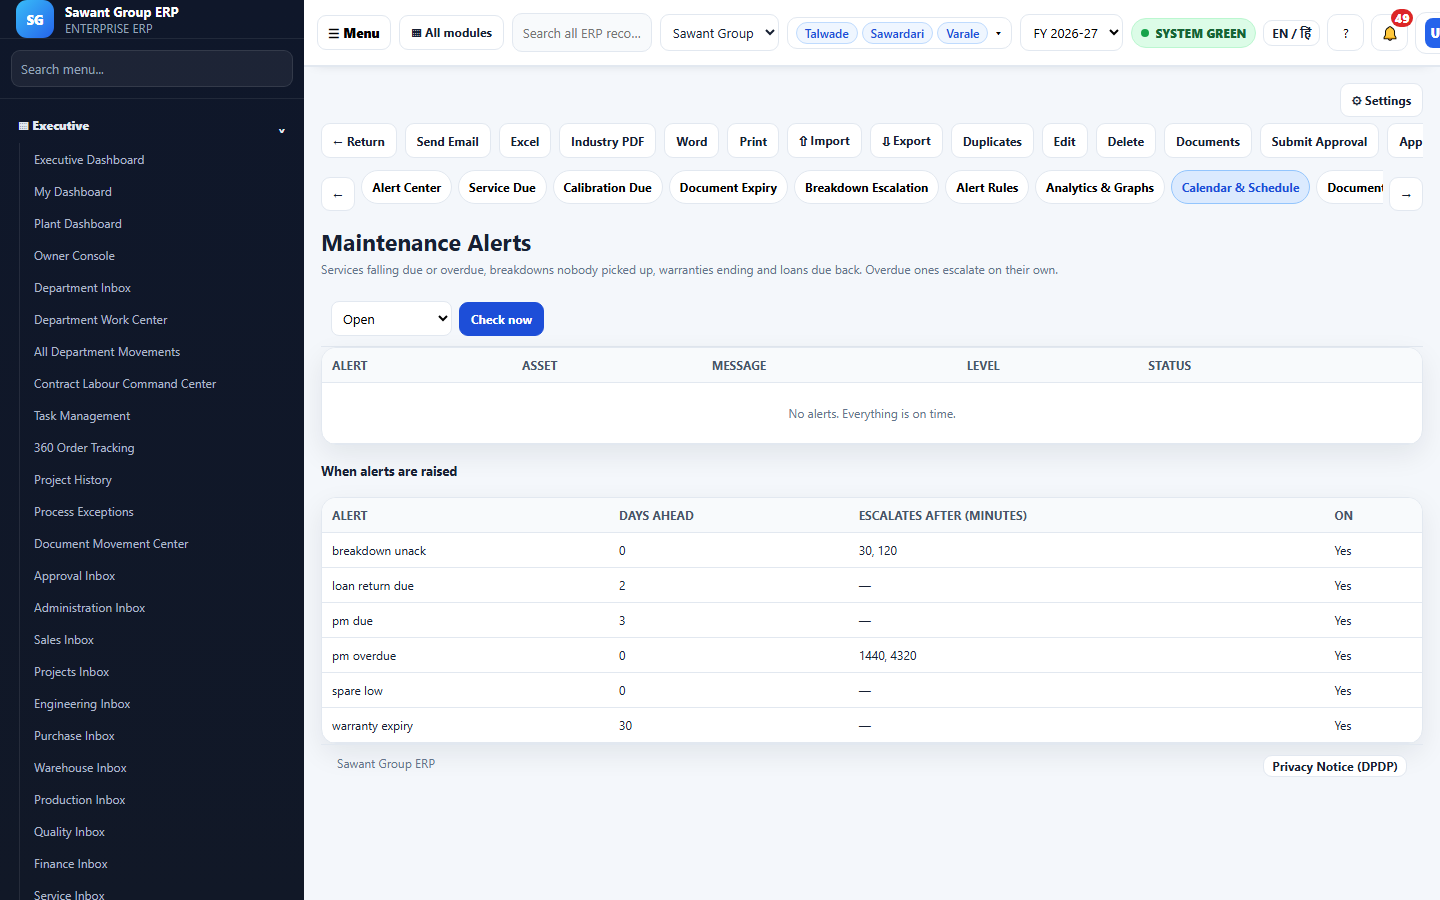 SG
Sawant Group ERP
ENTERPRISE ERP
Search menu...
Executive
Executive Dashboard
My Dashboard
Plant Dashboard
Owner Console
Department Inbox
Department Work Center
All Department Movements
Contract Labour Command Center
Task Management
360 Order Tracking
Project History
Process Exceptions
Document Movement Center
Approval Inbox
Administration Inbox
Sales Inbox
Projects Inbox
Engineering Inbox
Purchase Inbox
Warehouse Inbox
Production Inbox
Quality Inbox
Finance Inbox
Service Inbox
☰ Menu
All modules
Search all ERP reco...
Sawant Group
Talwade Sawardari Varale
FY 2026-27
SYSTEM GREEN
EN / हिं
?
49
U
⚙ Settings
← Return
Send Email
Excel
Industry PDF
Word
Print
⇧ Import
⇩ Export
Duplicates
Edit
Delete
Documents
Submit Approval
App
←
Alert Center
Service Due
Calibration Due
Document Expiry
Breakdown Escalation
Alert Rules
Analytics & Graphs
Calendar & Schedule
Document
→
Maintenance Alerts
Services falling due or overdue, breakdowns nobody picked up, warranties ending and loans due back. Overdue ones escalate on their own.
Open
Check now
ALERT ASSET MESSAGE LEVEL STATUS
No alerts. Everything is on time.
When alerts are raised
ALERT DAYS AHEAD ESCALATES AFTER (MINUTES) ON
breakdown unack 0 30, 120 Yes
loan return due 2 — Yes
pm due 3 — Yes
pm overdue 0 1440, 4320 Yes
spare low 0 — Yes
warranty expiry 30 — Yes
Sawant Group ERP
Privacy Notice (DPDP)